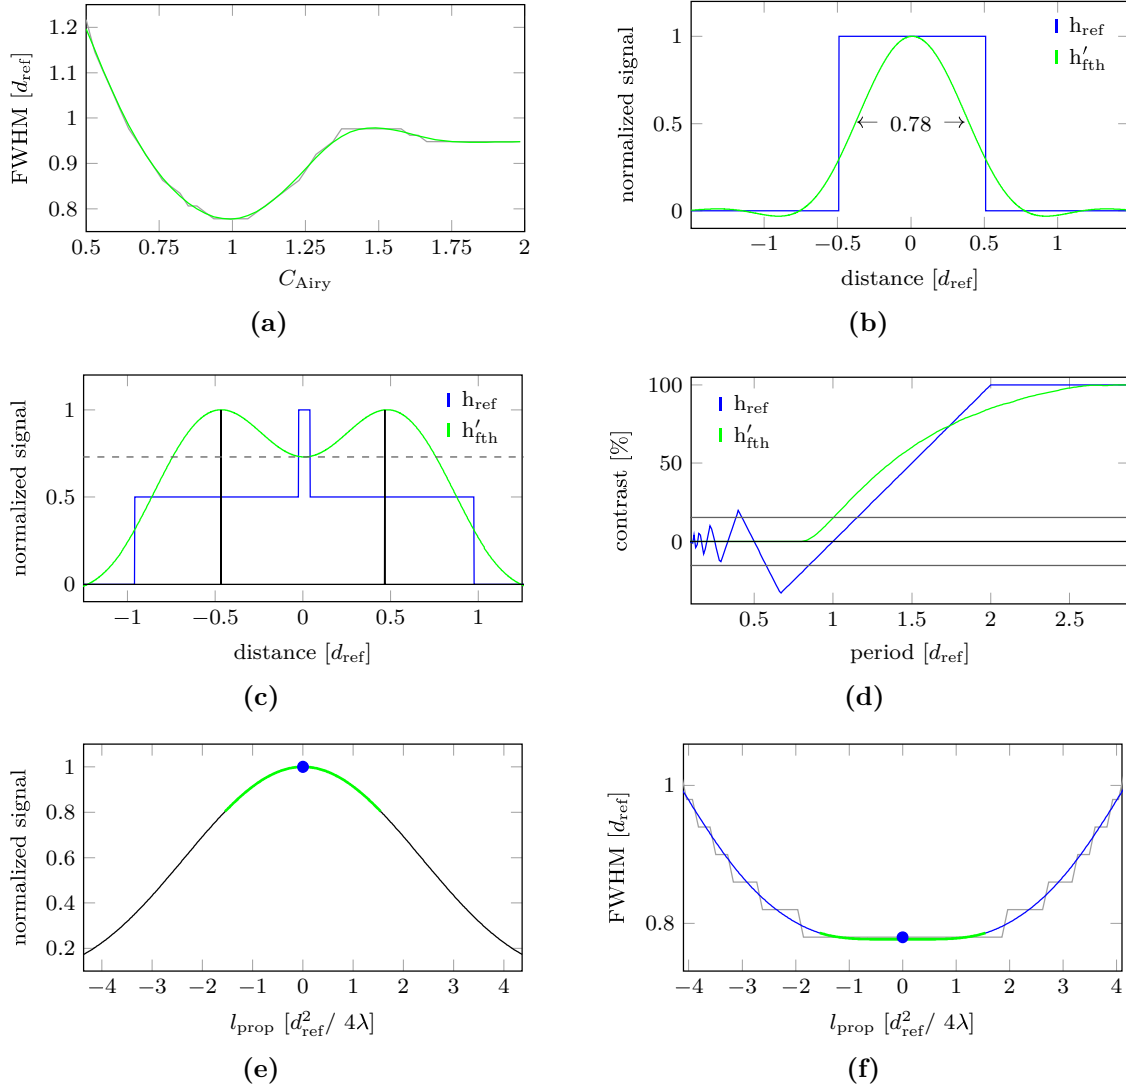 1.2
1.1
1
0.9
0.8
FWHM [d_ref]
0.5 0.75 1 1.25 1.5 1.75 2
C_Airy
(a)
1
0.5
0
normalized signal
h_ref
h′_fth
0.78
−1 −0.5 0 0.5 1
distance [d_ref]
(b)
1
0.5
0
normalized signal
h_ref
h′_fth
−1 −0.5 0 0.5 1
distance [d_ref]
(c)
100
50
0
contrast [%]
h_ref
h′_fth
0.5 1 1.5 2 2.5
period [d_ref]
(d)
1
0.8
0.6
0.4
0.2
normalized signal
−4 −3 −2 −1 0 1 2 3 4
l_prop [d²_ref/ 4λ]
(e)
1
0.8
FWHM [d_ref]
−4 −3 −2 −1 0 1 2 3 4
l_prop [d²_ref/ 4λ]
(f)